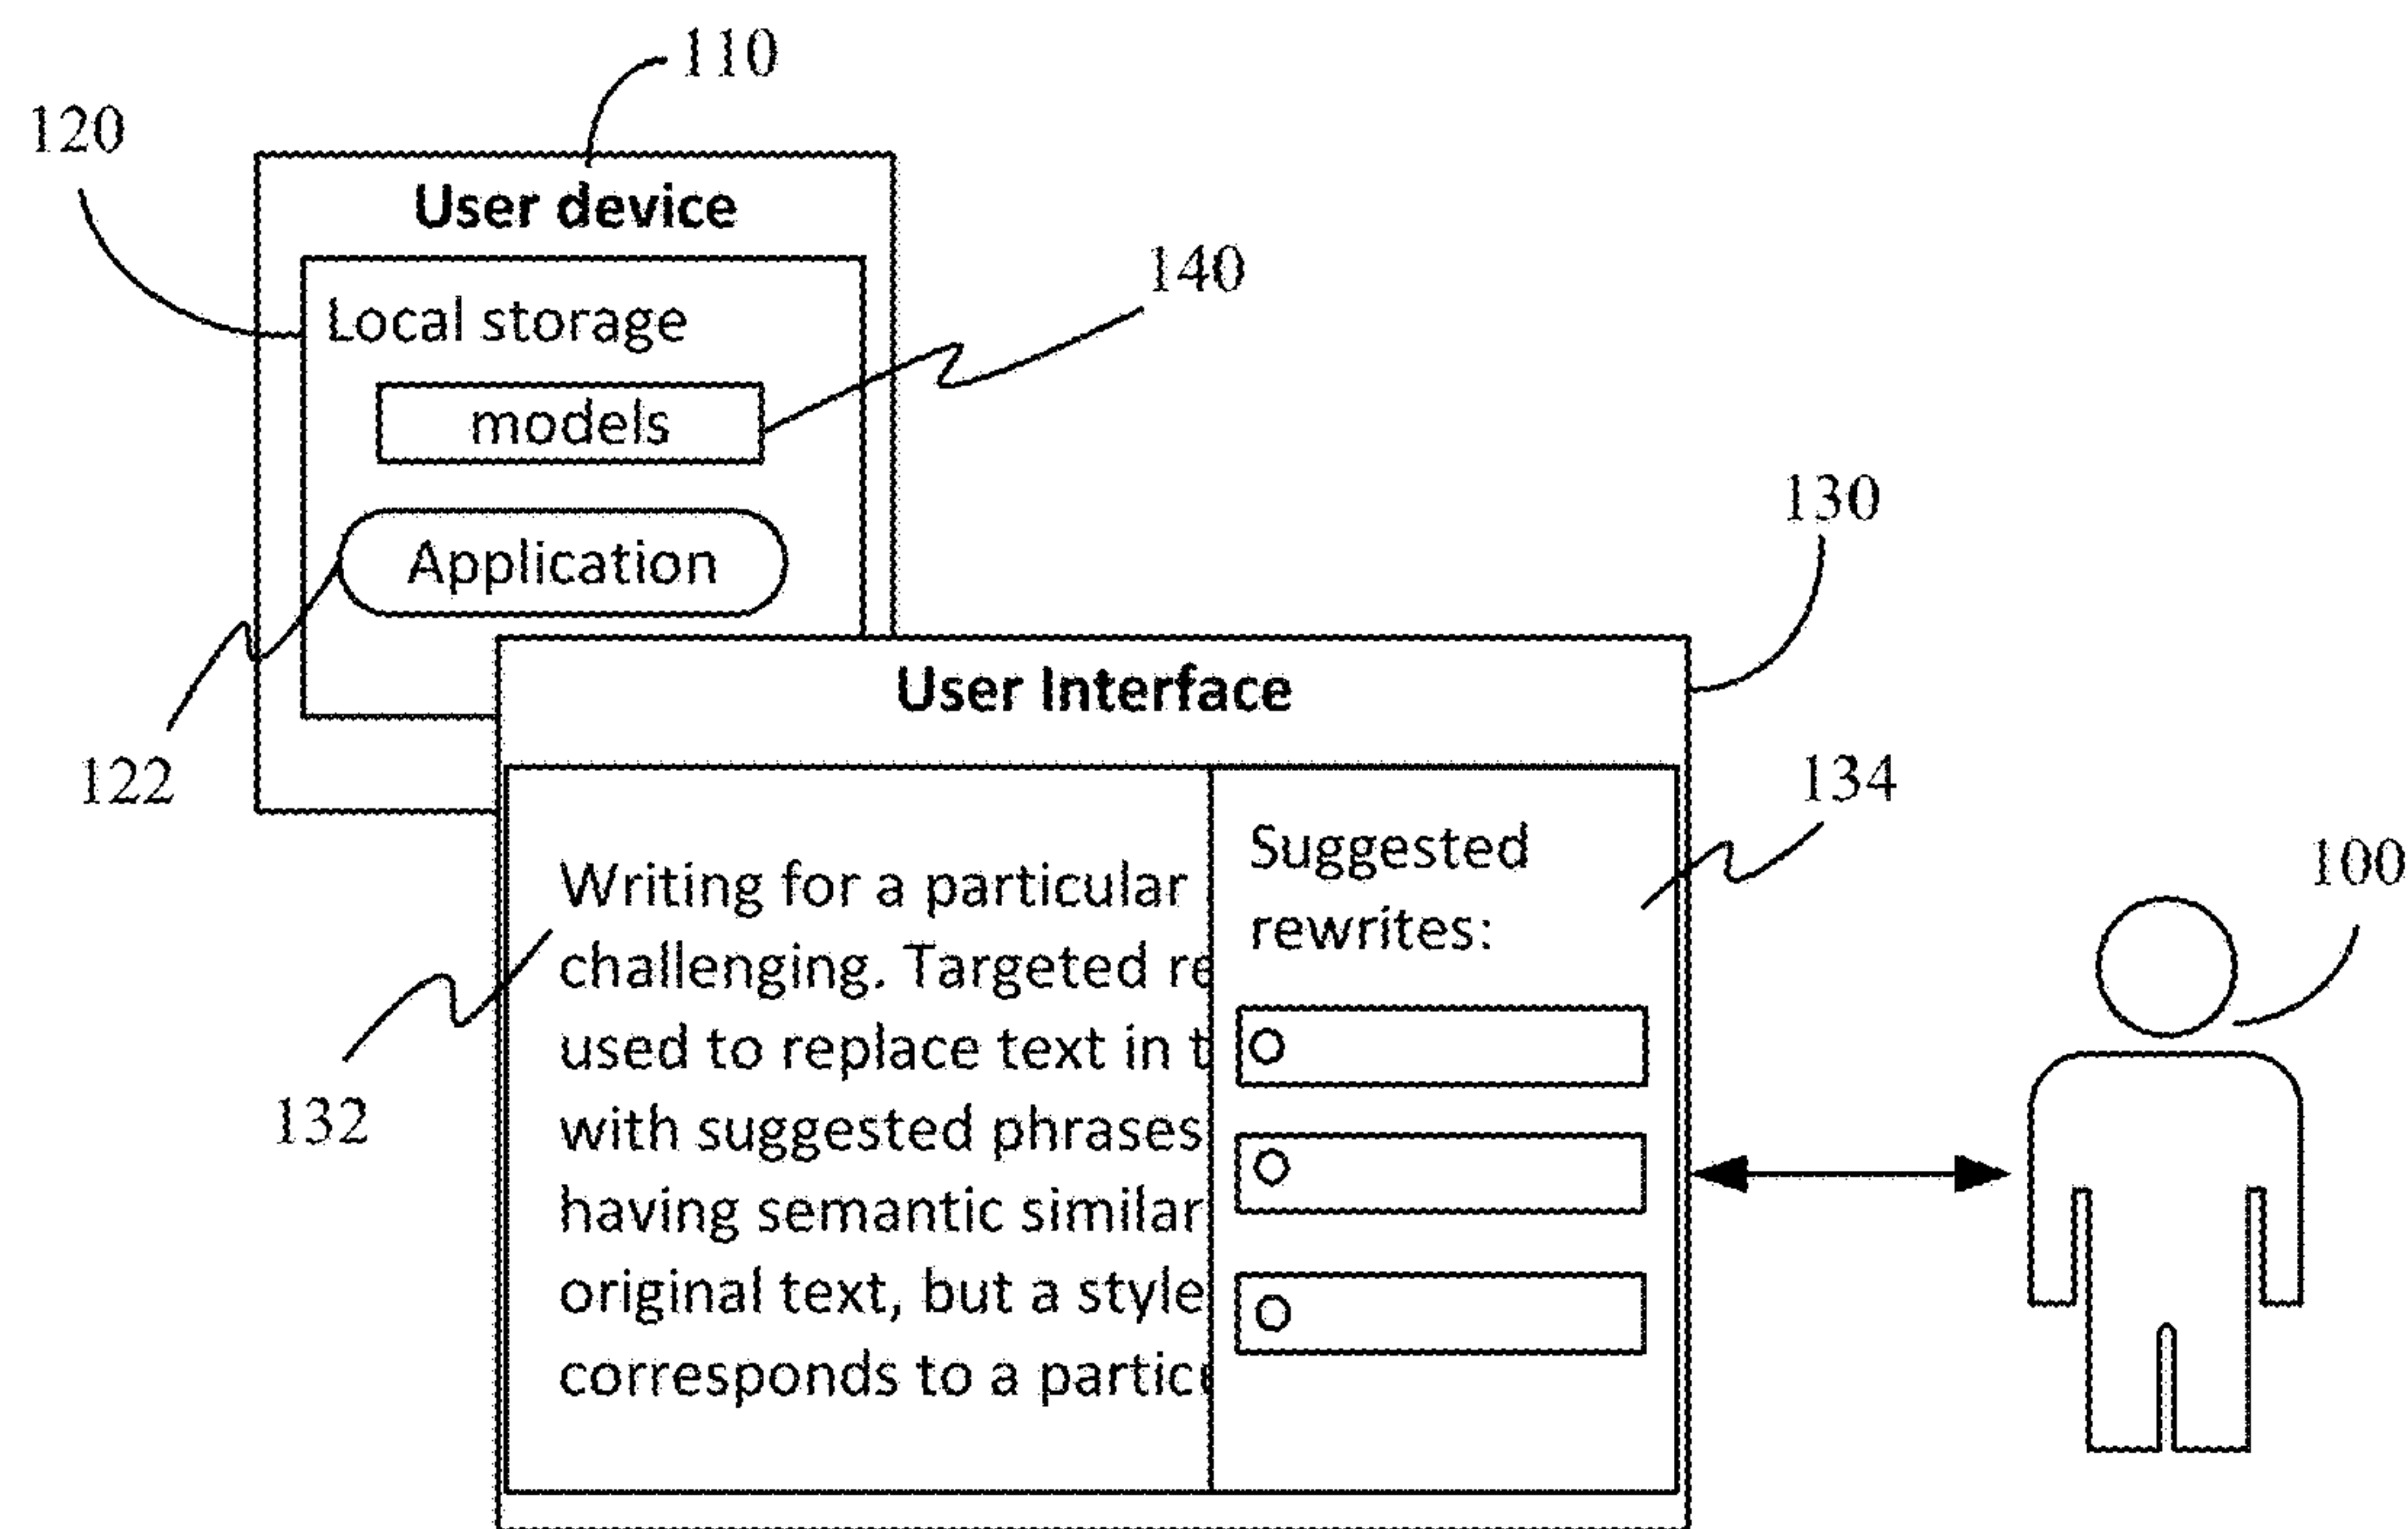 110
120
User device
140
Local storage
models
130
Application
User Interface
122
134
Suggested
rewrites:
100
Writing for a particular
challenging. Targeted re
used to replace text in t
132
with suggested phrases
having semantic similar
original text, but a style
corresponds to a particu